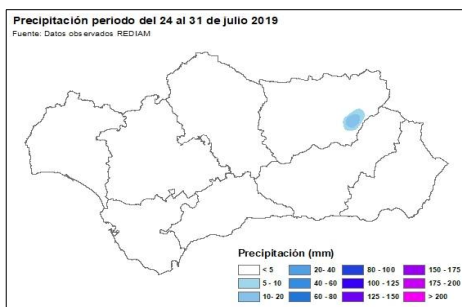 Precipitación periodo del 24 al 31 de julio 2019
Fuente: Datos observados REDIAM
Precipitación (mm)
< 5 20- 40 80 - 100 150 - 175
5 - 10 40 - 60 100 - 125 175 - 200
10- 20 60 - 80 125 - 150 > 200